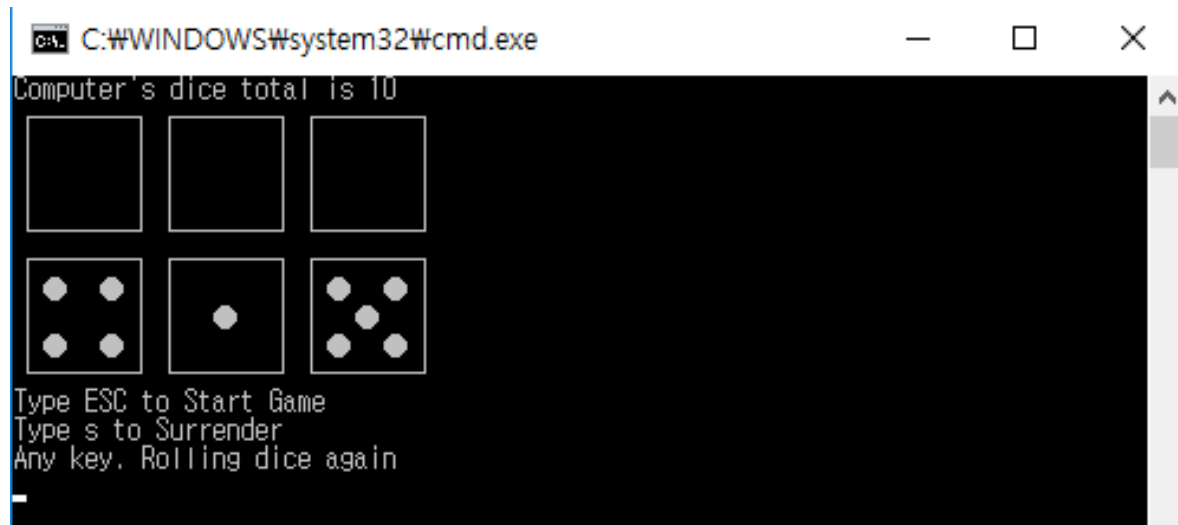 C:₩WINDOWS₩system32₩cmd.exe
Computer's dice total is 10
Type ESC to Start Game
Type s to Surrender
Any key. Rolling dice again